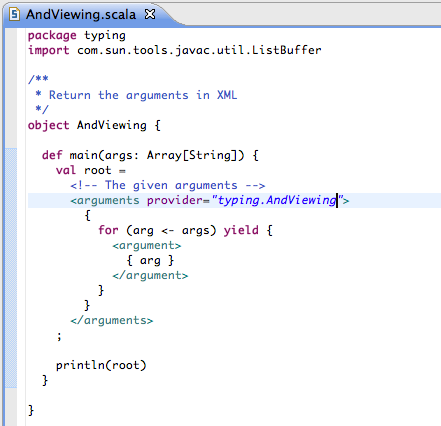 AndViewing.scala
package typing
import com.sun.tools.javac.util.ListBuffer
/**
 * Return the arguments in XML
 */
object AndViewing {
  def main(args: Array[String]) {
    val root =
      <!-- The given arguments -->
      <arguments provider="typing.AndViewing">
        {
          for (arg <- args) yield {
            <argument>
              { arg }
            </argument>
          }
        }
      </arguments>
    ;
    println(root)
  }
}